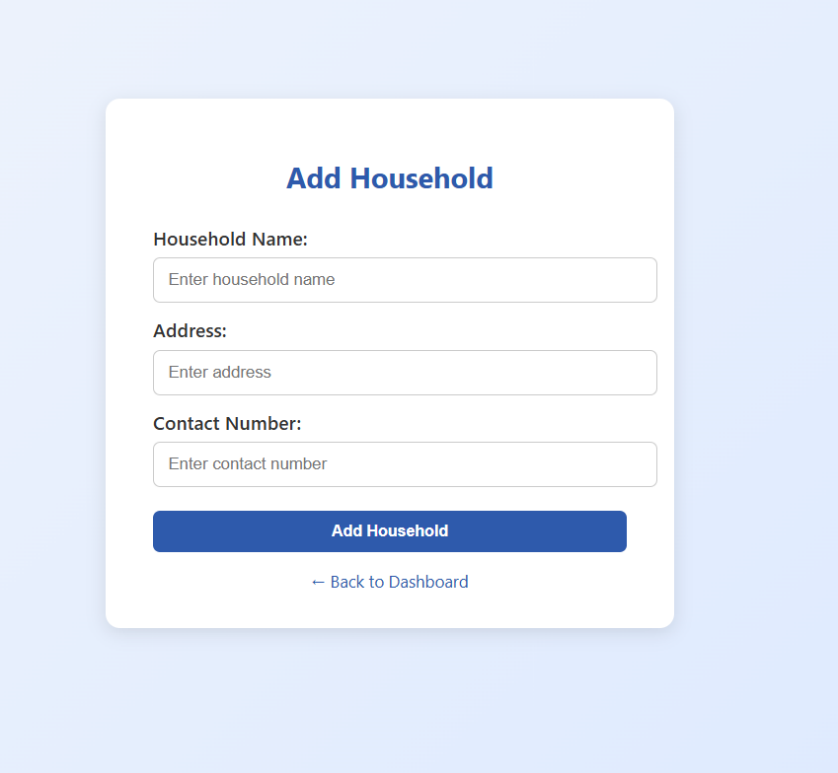 Add Household
Household Name:
Enter household name
Address:
Enter address
Contact Number:
Enter contact number
Add Household
← Back to Dashboard